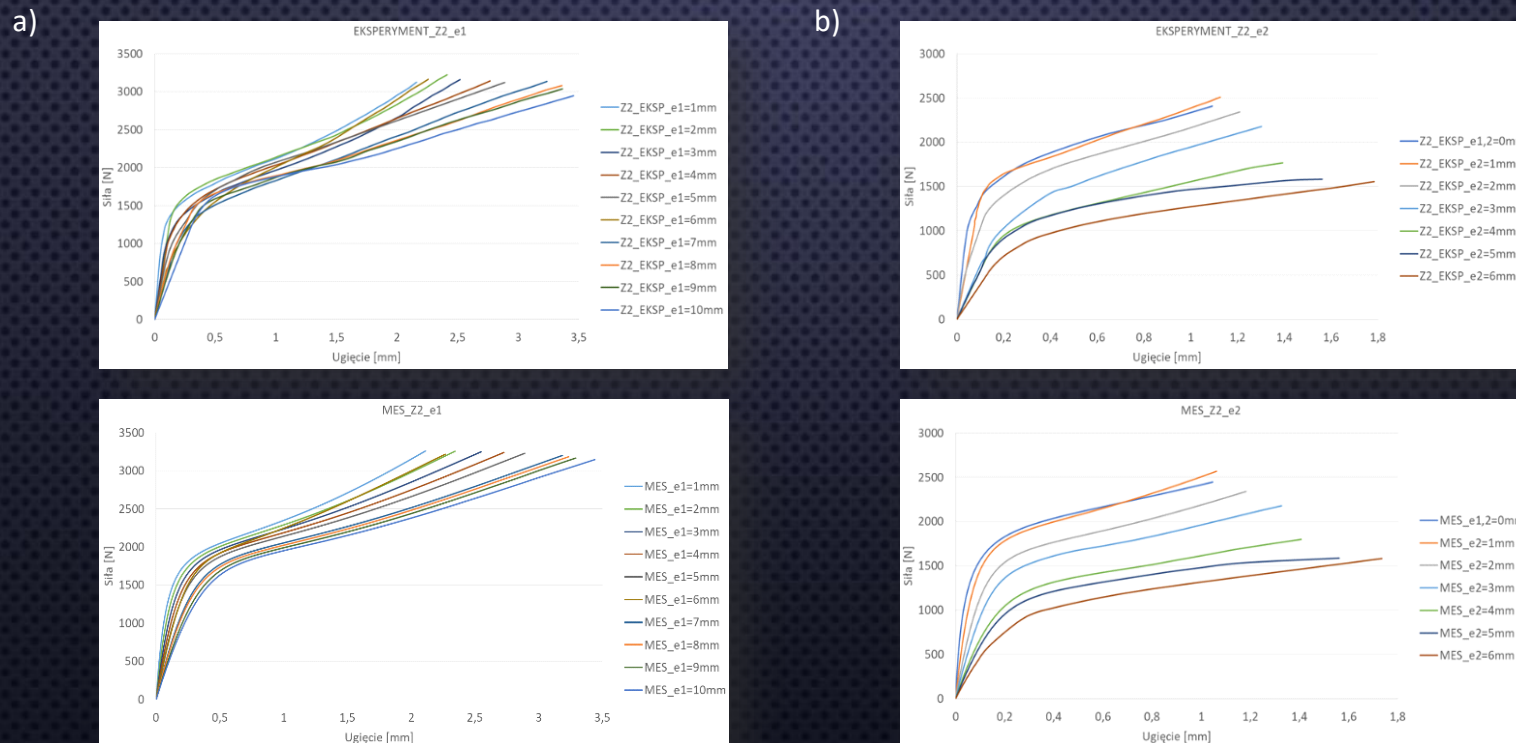 a)
EKSPERYMENT_Z2_e1
3500
3000
2500
2000
1500
1000
500
0
Siła [N]
0 0,5 1 1,5 2 2,5 3 3,5
Ugięcie [mm]
Z2_EKSP_e1=1mm
Z2_EKSP_e1=2mm
Z2_EKSP_e1=3mm
Z2_EKSP_e1=4mm
Z2_EKSP_e1=5mm
Z2_EKSP_e1=6mm
Z2_EKSP_e1=7mm
Z2_EKSP_e1=8mm
Z2_EKSP_e1=9mm
Z2_EKSP_e1=10mm
MES_Z2_e1
3500
3000
2500
2000
1500
1000
500
0
Siła [N]
0 0,5 1 1,5 2 2,5 3 3,5
Ugięcie [mm]
MES_e1=1mm
MES_e1=2mm
MES_e1=3mm
MES_e1=4mm
MES_e1=5mm
MES_e1=6mm
MES_e1=7mm
MES_e1=8mm
MES_e1=9mm
MES_e1=10mm
b)
EKSPERYMENT_Z2_e2
3000
2500
2000
1500
1000
500
0
Siła [N]
0 0,2 0,4 0,6 0,8 1 1,2 1,4 1,6 1,8
Ugięcie [mm]
Z2_EKSP_e1,2=0m
Z2_EKSP_e2=1mm
Z2_EKSP_e2=2mm
Z2_EKSP_e2=3mm
Z2_EKSP_e2=4mm
Z2_EKSP_e2=5mm
Z2_EKSP_e2=6mm
MES_Z2_e2
3000
2500
2000
1500
1000
500
0
Siła [N]
0 0,2 0,4 0,6 0,8 1 1,2 1,4 1,6 1,8
Ugięcie [mm]
MES_e1,2=0m
MES_e2=1mm
MES_e2=2mm
MES_e2=3mm
MES_e2=4mm
MES_e2=5mm
MES_e2=6mm